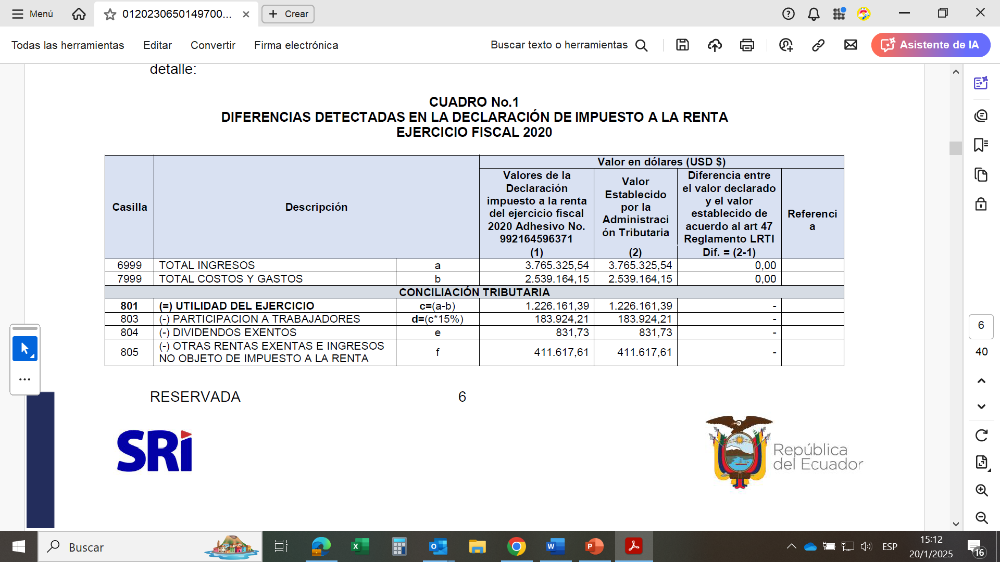 Menú
0120230650149700...
Crear
Todas las herramientas
Editar
Convertir
Firma electrónica
Buscar texto o herramientas
Asistente de IA
detalle:
CUADRO No.1
DIFERENCIAS DETECTADAS EN LA DECLARACIÓN DE IMPUESTO A LA RENTA
EJERCICIO FISCAL 2020
Casilla
Descripción
Valor en dólares (USD $)
Valores de la
Declaración
impuesto a la renta
del ejercicio fiscal
2020 Adhesivo No.
992164596371
(1)
Valor
Establecido
por la
Administraci
ón Tributaria
(2)
Diferencia entre
el valor declarado
y el valor
establecido de
acuerdo al art 47
Reglamento LRTI
Dif. = (2-1)
Referenci
a
6999 TOTAL INGRESOS a 3.765.325,54 3.765.325,54 0,00
7999 TOTAL COSTOS Y GASTOS b 2.539.164,15 2.539.164,15 0,00
CONCILIACIÓN TRIBUTARIA
801 (=) UTILIDAD DEL EJERCICIO c=(a-b) 1.226.161,39 1.226.161,39 -
803 (-) PARTICIPACION A TRABAJADORES d=(c*15%) 183.924,21 183.924,21 -
804 (-) DIVIDENDOS EXENTOS e 831,73 831,73 -
805 (-) OTRAS RENTAS EXENTAS E INGRESOS
NO OBJETO DE IMPUESTO A LA RENTA f 411.617,61 411.617,61 -
RESERVADA 6
SRi
República
del Ecuador
6
40
Buscar
ESP
15:12
20/1/2025
16